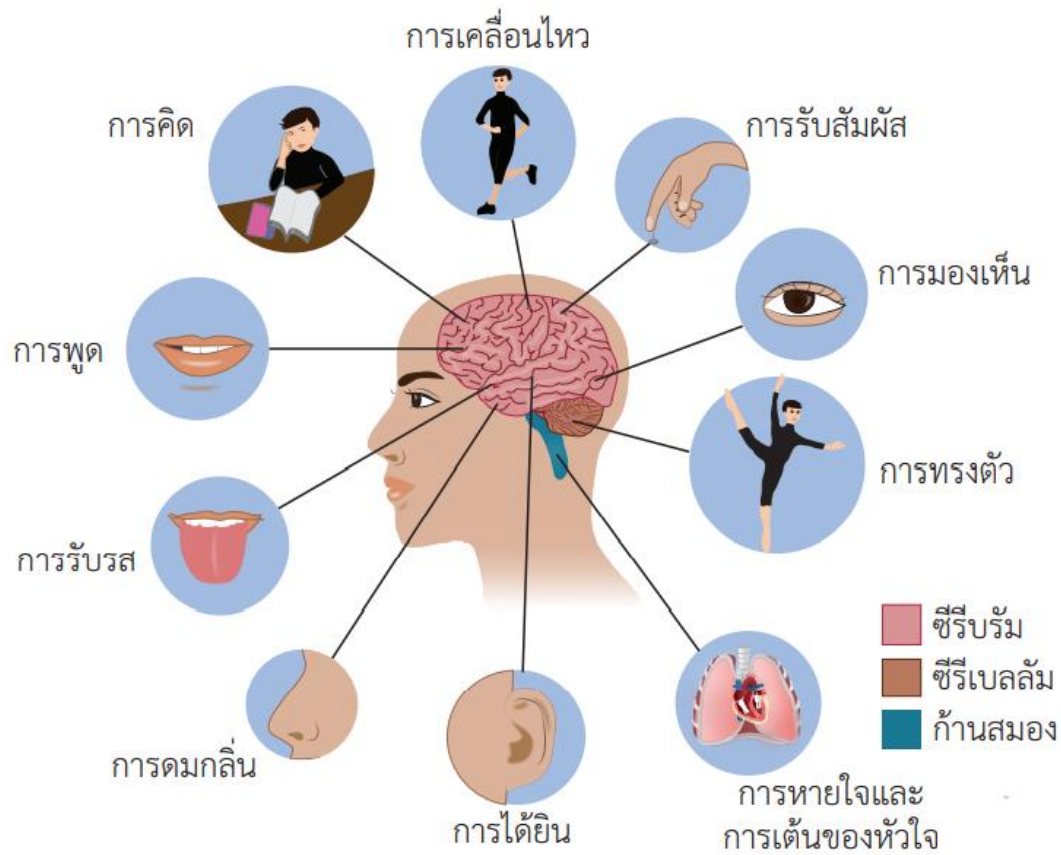 การเคลื่อนไหว
การคิด
การรับสัมผัส
การมองเห็น
การพูด
การทรงตัว
การรับรส
ซีรีบรัม
ซีรีเบลลัม
ก้านสมอง
การดมกลิ่น
การได้ยิน
การหายใจและ
การเต้นของหัวใจ